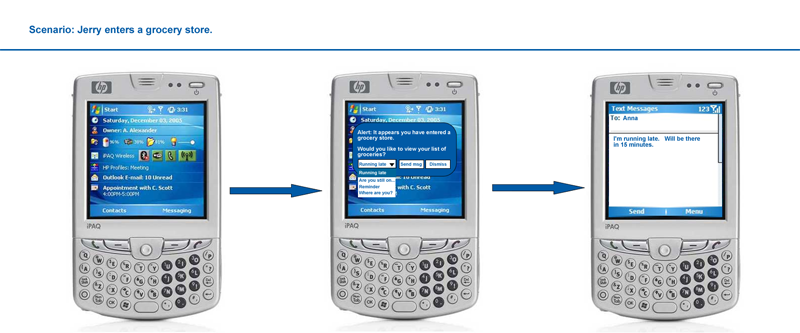 Scenario: Jerry enters a grocery store.
hp
Start 3:31
Saturday, December 03, 2005
Owner: A. Alexander
96% 38% 20%
iPAQ Wireless
HP Profiles: Meeting
Outlook E-mail: 10 Unread
Appointment with C. Scott
4:00PM-5:00PM
Contacts Messaging
iPAQ
hp
Start 3:31
Saturday, December 03, 2005
Alert: It appears you have entered a
grocery store.
Would you like to view your list of
groceries?
Running late Send msg Dismiss
Running late
Are you still on..
Reminder
Where are you?
10 Unread
Appointment with C. Scott
Contacts Messaging
iPAQ
hp
Text Messages 123
To: Anna
I'm running late. Will be there
in 15 minutes.
Send Menu
iPAQ